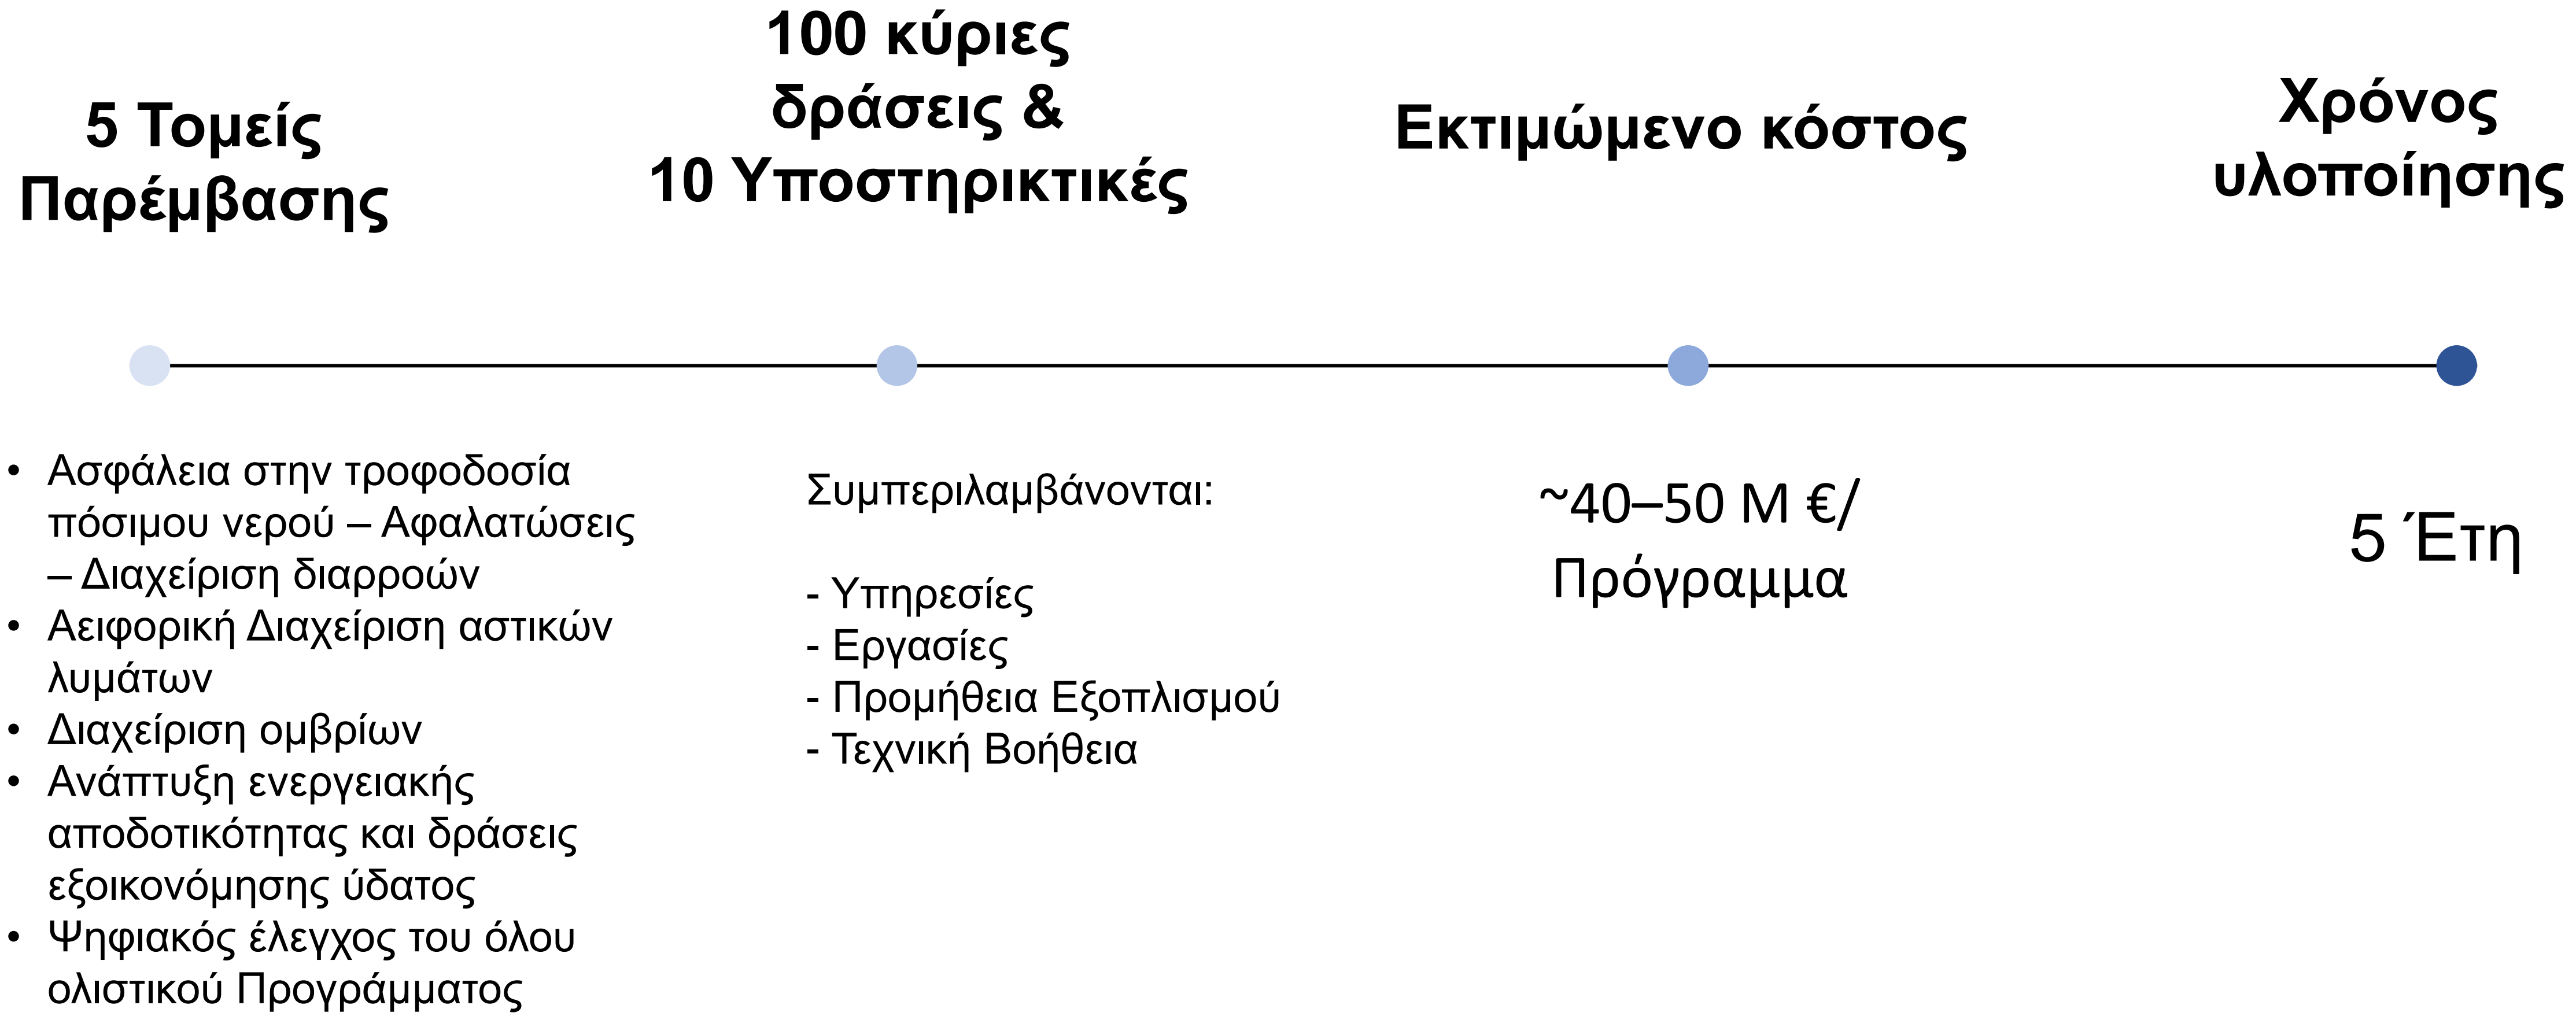 5 Τομείς
Παρέμβασης
100 κύριες
δράσεις &
10 Υποστηρικτικές
Εκτιμώμενο κόστος
Χρόνος
υλοποίησης
• Ασφάλεια στην τροφοδοσία
πόσιμου νερού – Αφαλατώσεις
– Διαχείριση διαρροών
• Αειφορική Διαχείριση αστικών
λυμάτων
• Διαχείριση ομβρίων
• Ανάπτυξη ενεργειακής
αποδοτικότητας και δράσεις
εξοικονόμησης ύδατος
• Ψηφιακός έλεγχος του όλου
ολιστικού Προγράμματος
Συμπεριλαμβάνονται:
- Υπηρεσίες
- Εργασίες
- Προμήθεια Εξοπλισμού
- Τεχνική Βοήθεια
~40–50 M €/
Πρόγραμμα
5 Έτη